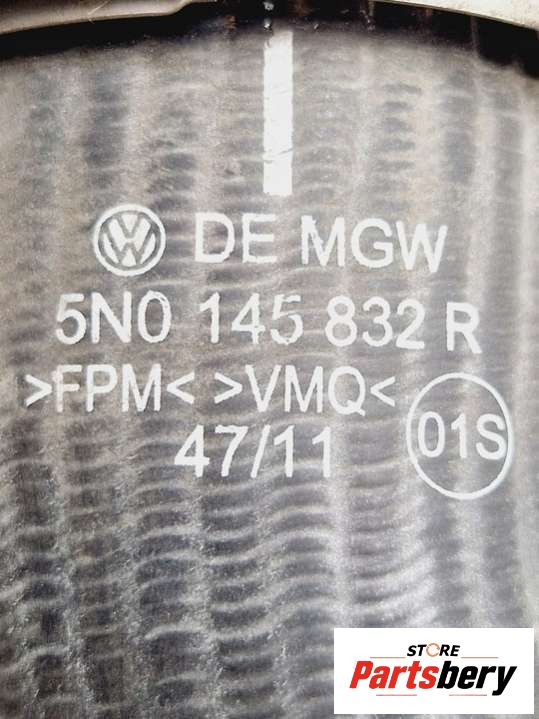 DE MGW
5N0 145 832 R
>FPM< >VMQ<
47/11
01S
STORE
Partsbery